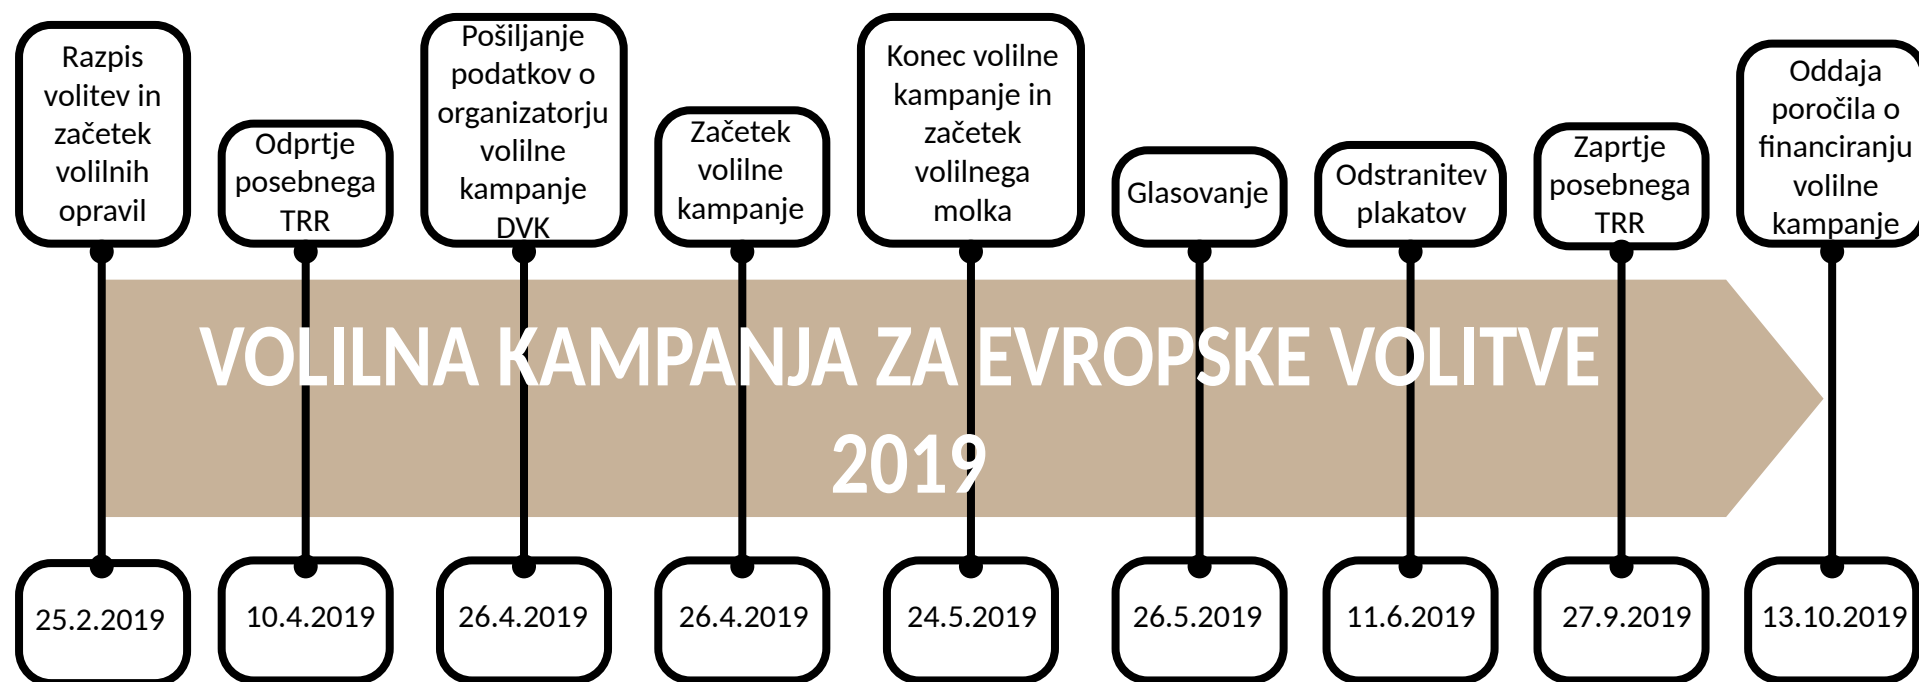 Razpis
volitev in
začetek
volilnih
opravil
Odprtje
posebnega
TRR
Pošiljanje
podatkov o
organizatorju
volilne
kampanje
DVK
Začetek
volilne
kampanje
Konec volilne
kampanje in
začetek
volilnega
molka
Glasovanje
Odstranitev
plakatov
Zaprtje
posebnega
TRR
Oddaja
poročila o
financiranju
volilne
kampanje
VOLILNA KAMPANJA ZA EVROPSKE VOLITVE
2019
25.2.2019
10.4.2019
26.4.2019
26.4.2019
24.5.2019
26.5.2019
11.6.2019
27.9.2019
13.10.2019